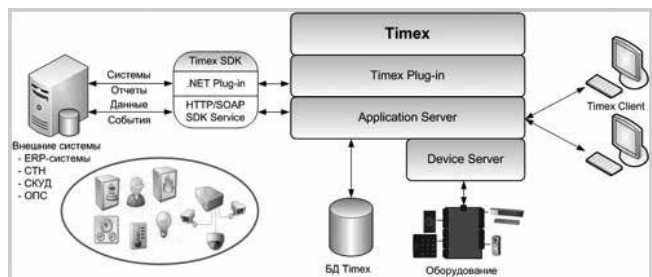 Timex
Timex SDK
Timex Plug-in
Системы
.NET Plug-in
Отчеты
Данные
HTTP/SOAP
SDK Service
События
Application Server
Timex Client
Внешние системы
- ERP-системы
- СТН
- СКУД
- ОПС
Device Server
БД Timex
Оборудование